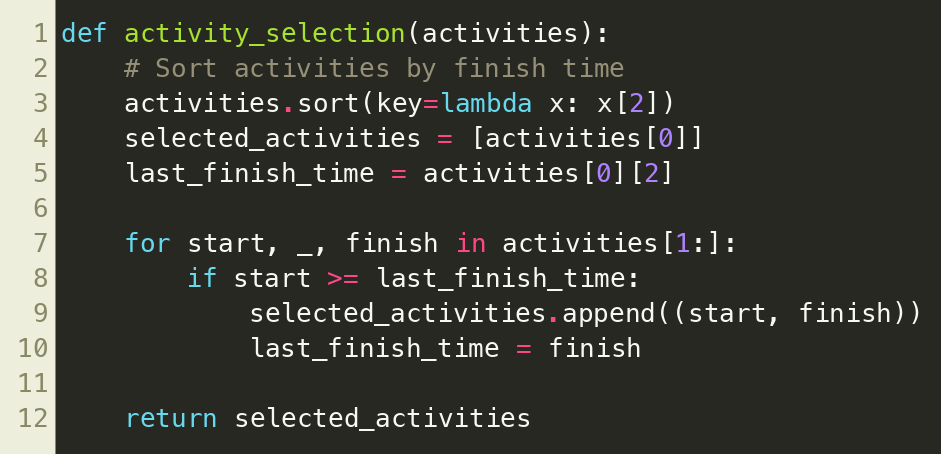 1 def activity_selection(activities):
2     # Sort activities by finish time
3     activities.sort(key=lambda x: x[2])
4     selected_activities = [activities[0]]
5     last_finish_time = activities[0][2]
6
7     for start, _, finish in activities[1:]:
8         if start >= last_finish_time:
9             selected_activities.append((start, finish))
10             last_finish_time = finish
11
12     return selected_activities